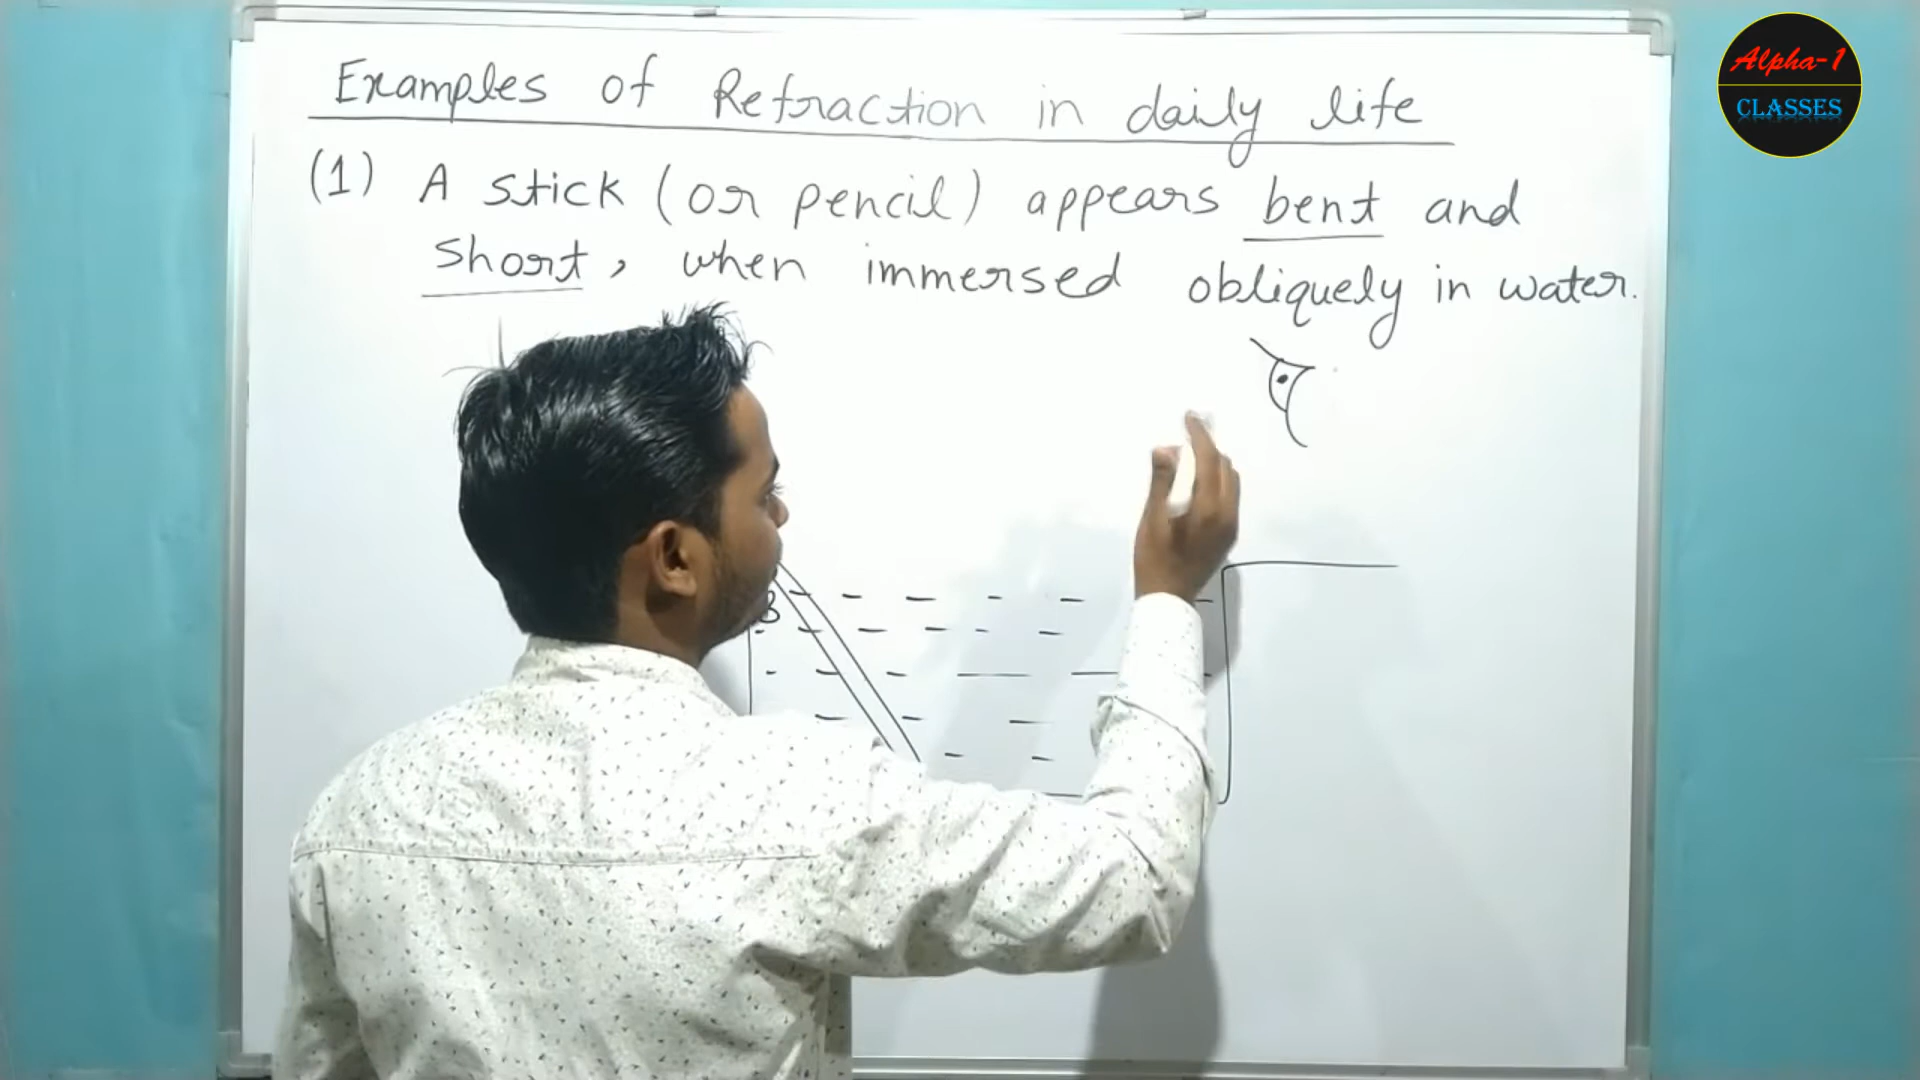 Examples of Refraction in daily life
(1) A stick (or pencil) appears bent and
short, when immersed obliquely in water.
B
Alpha-1
CLASSES